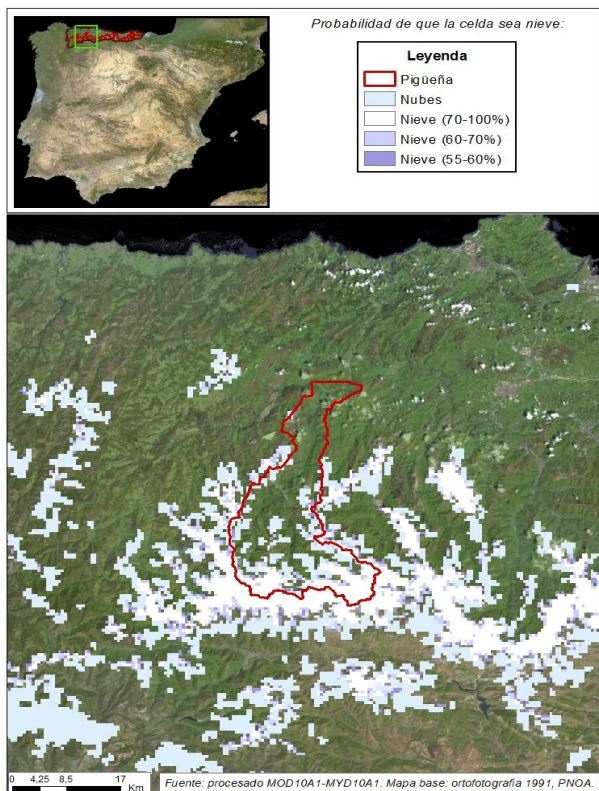 Probabilidad de que la celda sea nieve:
Leyenda
Pigüeña
Nubes
Nieve (70-100%)
Nieve (60-70%)
Nieve (55-60%)
0 4,25 8,5 17
Km
Fuente: procesado MOD10A1-MYD10A1. Mapa base: ortofotografia 1991, PNOA.